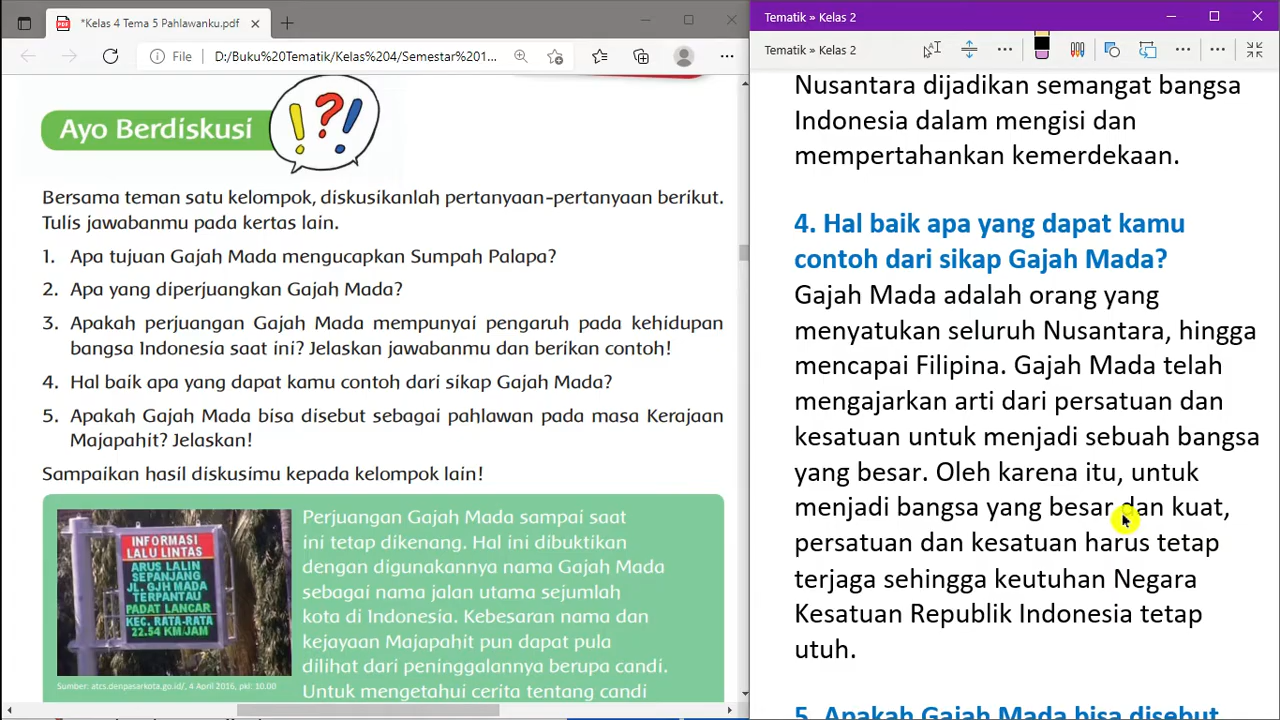 *Kelas 4 Tema 5 Pahlawanku.pdf
File
D:/Buku%20Tematik/Kelas%204/Semestar%201...
Ayo Berdiskusi
!?!
Bersama teman satu kelompok, diskusikanlah pertanyaan-pertanyaan berikut.
Tulis jawabanmu pada kertas lain.
1. Apa tujuan Gajah Mada mengucapkan Sumpah Palapa?
2. Apa yang diperjuangkan Gajah Mada?
3. Apakah perjuangan Gajah Mada mempunyai pengaruh pada kehidupan
bangsa Indonesia saat ini? Jelaskan jawabanmu dan berikan contoh!
4. Hal baik apa yang dapat kamu contoh dari sikap Gajah Mada?
5. Apakah Gajah Mada bisa disebut sebagai pahlawan pada masa Kerajaan
Majapahit? Jelaskan!
Sampaikan hasil diskusimu kepada kelompok lain!
INFORMASI
LALU LINTAS
ARUS LALIN
SEPANJANG
JL. GJH MADA
TERPANTAU
PADAT LANCAR
KEC. RATA-RATA
22.54 KM/JAM
Sumber: atcs.denpasarkota.go.id/, 4 April 2016, pkl: 10.00
Perjuangan Gajah Mada sampai saat
ini tetap dikenang. Hal ini dibuktikan
dengan digunakannya nama Gajah Mada
sebagai nama jalan utama sejumlah
kota di Indonesia. Kebesaran nama dan
kejayaan Majapahit pun dapat pula
dilihat dari peninggalannya berupa candi.
Untuk mengetahui cerita tentang candi
Tematik » Kelas 2
Tematik » Kelas 2
Nusantara dijadikan semangat bangsa
Indonesia dalam mengisi dan
mempertahankan kemerdekaan.
4. Hal baik apa yang dapat kamu
contoh dari sikap Gajah Mada?
Gajah Mada adalah orang yang
menyatukan seluruh Nusantara, hingga
mencapai Filipina. Gajah Mada telah
mengajarkan arti dari persatuan dan
kesatuan untuk menjadi sebuah bangsa
yang besar. Oleh karena itu, untuk
menjadi bangsa yang besar dan kuat,
persatuan dan kesatuan harus tetap
terjaga sehingga keutuhan Negara
Kesatuan Republik Indonesia tetap
utuh.
5. Apakah Gajah Mada bisa disebut